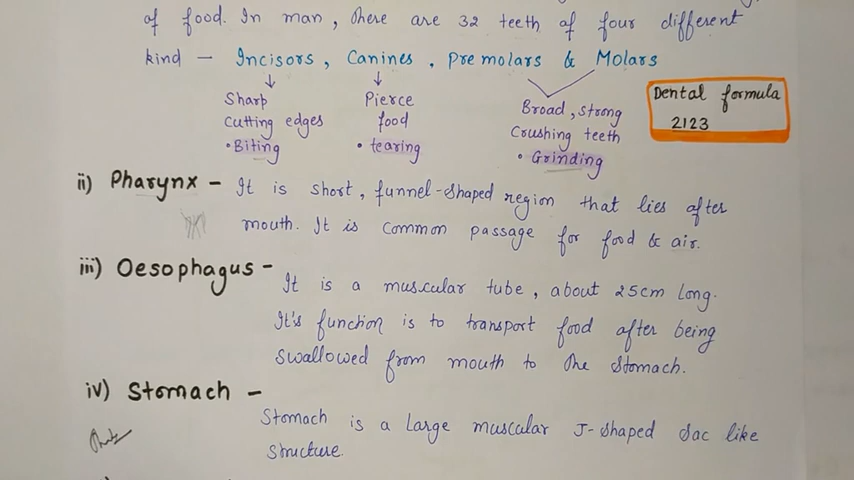 of food. In man, there are 32 teeth of four different
kind - Incisors, Canines, Premolars & Molars
Sharp
Cutting edges
• Biting
Pierce
food
• tearing
Broad, strong
Crushing teeth
• Grinding
Dental formula
2123
ii) Pharynx - It is short, funnel-shaped region that lies after
mouth. It is common passage for food & air.
iii) Oesophagus - It is a muscular tube, about 25cm long.
It's function is to transport food after being
swallowed from mouth to the stomach.
iv) Stomach -
Stomach is a large muscular J-shaped sac like
structure.